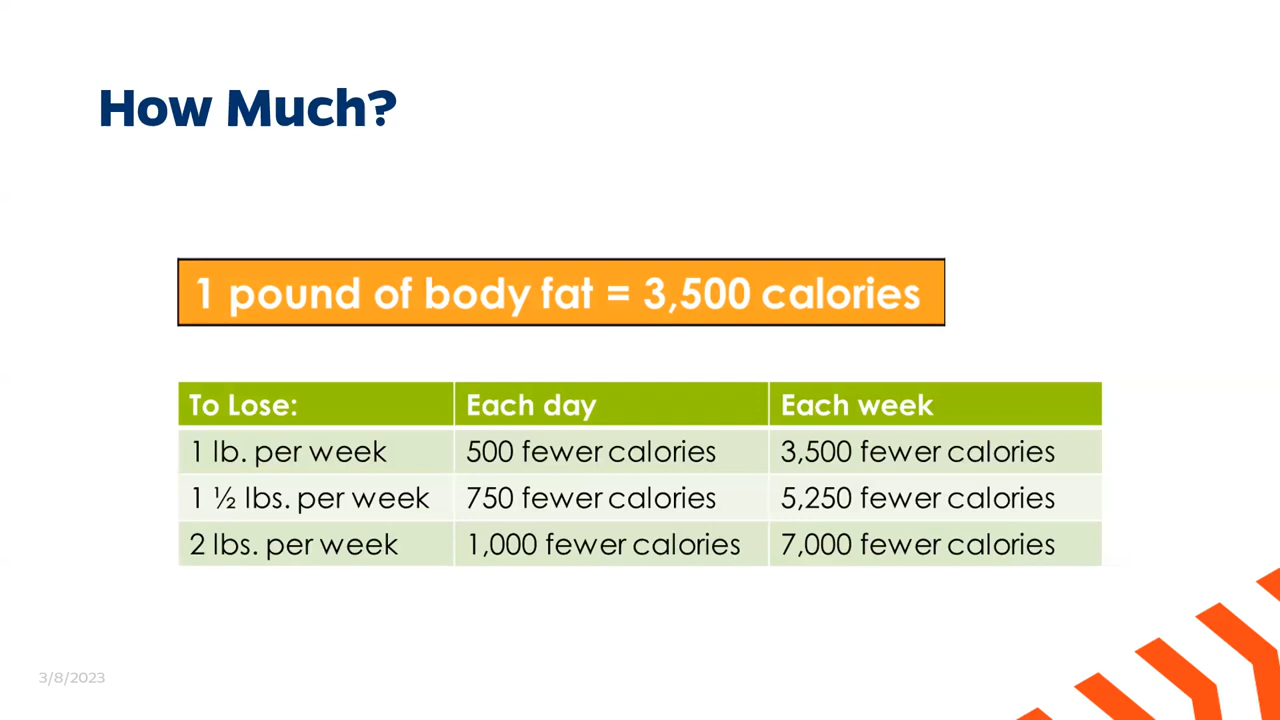 How Much?
1 pound of body fat = 3,500 calories
To Lose: Each day Each week
1 lb. per week 500 fewer calories 3,500 fewer calories
1 ½ lbs. per week 750 fewer calories 5,250 fewer calories
2 lbs. per week 1,000 fewer calories 7,000 fewer calories
3/8/2023